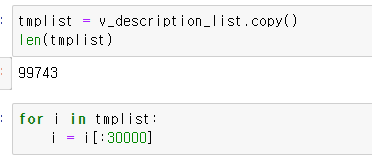 tmplist = v_description_list.copy()
len(tmplist)
99743
for i in tmplist:
    i = i[:30000]